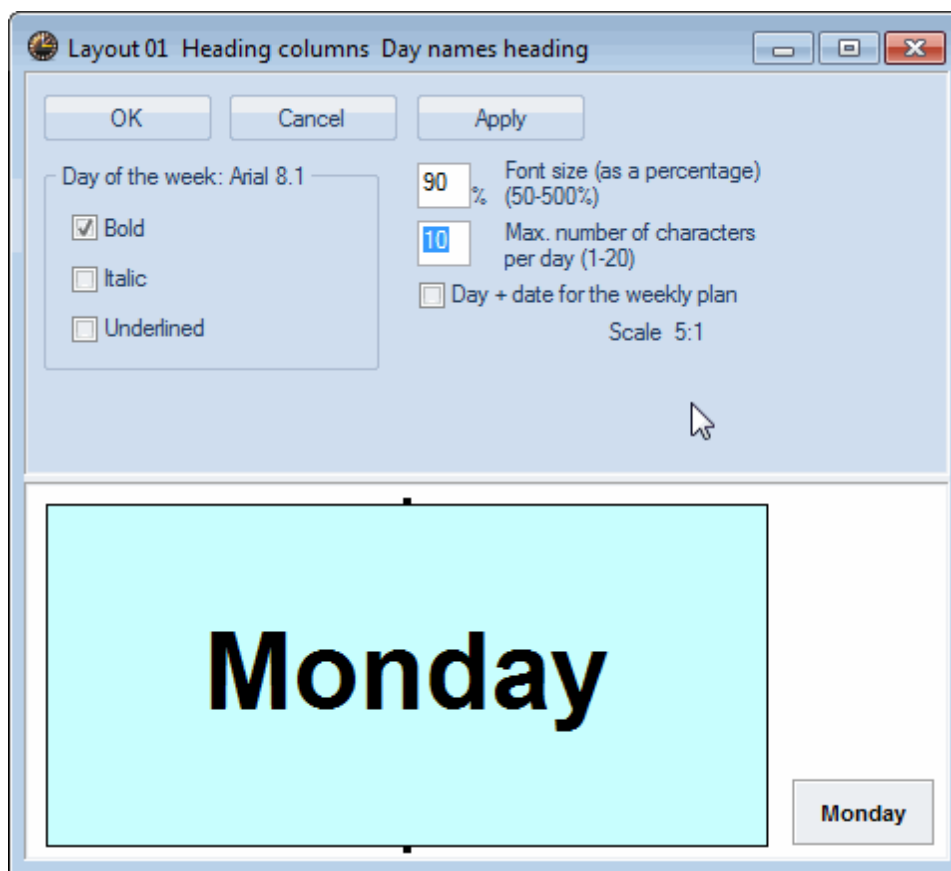 Layout 01 Heading columns Day names heading
OK Cancel Apply
Day of the week: Arial 8.1
Bold
Italic
Underlined
90 % Font size (as a percentage)
(50-500%)
10 Max. number of characters
per day (1-20)
Day + date for the weekly plan
Scale 5:1
Monday
Monday